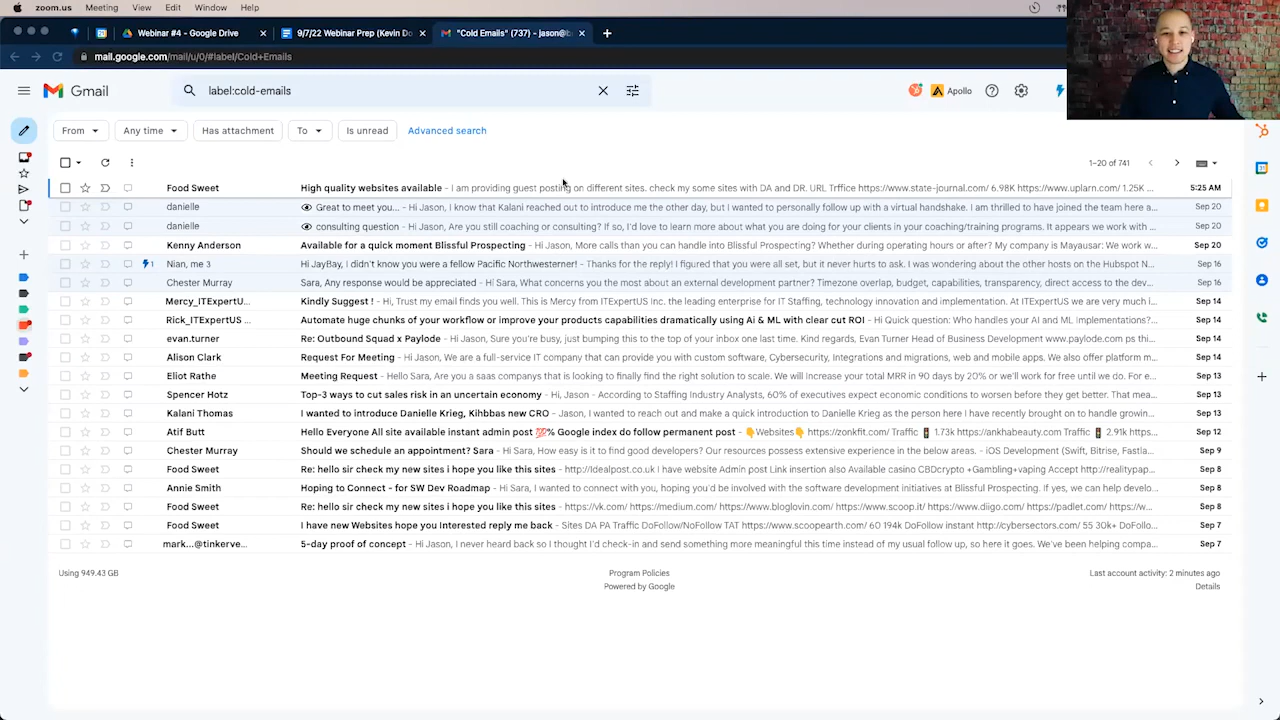 zoom.us Meeting View Edit Window Help
Webinar #4 - Google Drive 9/7/22 Webinar Prep (Kevin Do "Cold Emails" (737) - jason@b
mail.google.com/mail/u/0/#label/Cold+Emails
Gmail label:cold-emails Apollo
From Any time Has attachment To Is unread Advanced search
1–20 of 741
Food Sweet High quality websites available - I am providing guest posting on different sites. check my some sites with DA and DR. URL Trffice https://www.state-journal.com/ 6.98K https://www.uplarn.com/ 1.25K ... 5:25 AM
danielle Great to meet you... - Hi Jason, I know that Kalani reached out to introduce me the other day, but I wanted to personally follow up with a virtual handshake. I am thrilled to have joined the team here a... Sep 20
danielle consulting question - Hi Jason, Are you still coaching or consulting? If so, I'd love to learn more about what you are doing for your clients in your coaching/training programs. It appears we work with ... Sep 20
Kenny Anderson Available for a quick moment Blissful Prospecting - Hi Jason, More calls than you can handle into Blissful Prospecting? Whether during operating hours or after? My company is Mayausar: We work w... Sep 20
Nian, me 3 1 Hi JayBay, I didn't know you were a fellow Pacific Northwesterner! - Thanks for the reply! I figured that you were all set, but it never hurts to ask. I was wondering about the other hosts on the Hubspot N... Sep 16
Chester Murray Sara, Any response would be appreciated - Hi Sara, What concerns you the most about an external development partner? Timezone overlap, budget, capabilities, transparency, direct access to the dev... Sep 16
Mercy_ITExpertU... Kindly Suggest ! - Hi, Trust my email finds you well. This is Mercy from ITExpertUS Inc. the leading enterprise for IT Staffing, technology innovation and implementation. At ITExpertUS we are very much i... Sep 14
Rick_ITExpertUS ... Automate huge chunks of your workflow or improve your products capabilities dramatically using Ai & ML with clear cut ROI - Hi Quick question: Who handles your AI and ML Implementations?... Sep 14
evan.turner Re: Outbound Squad x Paylode - Hi Jason, Sure you're busy, just bumping this to the top of your inbox one last time. Kind regards, Evan Turner Head of Business Development www.paylode.com ps thi... Sep 14
Alison Clark Request For Meeting - Hi Jason, We are a full-service IT company that can provide you with custom software, Cybersecurity, Integrations and migrations, web and mobile apps. We also offer platform m... Sep 14
Eliot Rathe Meeting Request - Hello Sara, Are you a saas companys that is looking to finally find the right solution to scale. We will Increase your total MRR in 90 days by 20% or we'll work for free until we do. For e... Sep 13
Spencer Hotz Top-3 ways to cut sales risk in an uncertain economy - Hi, Jason - According to Staffing Industry Analysts, 60% of executives expect economic conditions to worsen before they get better. That mea... Sep 13
Kalani Thomas I wanted to introduce Danielle Krieg, Kihbbas new CRO - Jason, I wanted to reach out and make a quick introduction to Danielle Krieg as the person here I have recently brought on to handle growin... Sep 13
Atif Butt Hello Everyone All site available instant admin post 💯% Google index do follow permanent post - 👇Websites👇 https://zonkfit.com/ Traffic 🚦 1.73k https://ankhabeauty.com Traffic 🚦 2.91k https... Sep 12
Chester Murray Should we schedule an appointment? Sara - Hi Sara, How easy is it to find good developers? Our resources possess extensive experience in the below areas. - iOS Development (Swift, Bitrise, Fastla... Sep 9
Food Sweet Re: hello sir check my new sites i hope you like this sites - http://Idealpost.co.uk I have website Admin post Link insertion also Available casino CBDcrypto +Gambling+vaping Accept http://realitypap... Sep 8
Annie Smith Hoping to Connect - for SW Dev Roadmap - Hi Sara, I wanted to connect with you, hoping you'd be involved with the software development initiatives at Blissful Prospecting. If yes, we can help develo... Sep 8
Food Sweet Re: hello sir check my new sites i hope you like this sites - https://vk.com/ https://medium.com/ https://www.bloglovin.com/ https://www.scoop.it/ https://www.diigo.com/ https://padlet.com/ https://w... Sep 8
Food Sweet I have new Websites hope you Interested reply me back - Sites DA PA Traffic DoFollow/NoFollow TAT https://www.scoopearth.com/ 60 194k DoFollow instant http://cybersectors.com/ 55 30k+ DoFollo... Sep 7
mark...@tinkerve... 5-day proof of concept - Hi Jason, I never heard back so I thought I'd check-in and send something more meaningful this time instead of my usual follow up, so here it goes. We've been helping compa... Sep 7
Using 949.43 GB Program Policies Last account activity: 2 minutes ago
Powered by Google Details